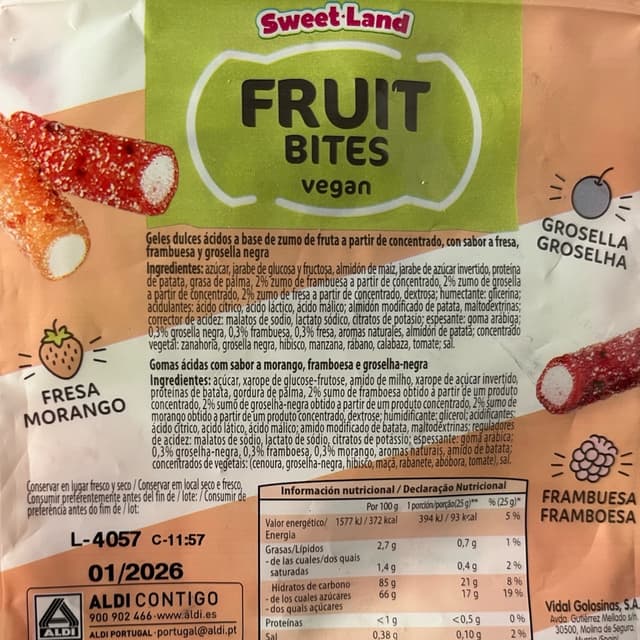 Sweet Land
FRUIT
BITES
vegan
GROSELLA
GROSELHA
Geles dulces ácidos a base de zumo de fruta a partir de concentrado, con sabor a fresa,
frambuesa y grosella negra
Ingredientes: azúcar, jarabe de glucosa y fructosa, almidón de maíz, jarabe de azúcar invertido, proteína
de patata, grasa de palma, 2% zumo de frambuesa a partir de concentrado, 2% zumo de grosella
a partir de concentrado, 2% zumo de fresa a partir de concentrado, dextrosa; humectante: glicerina;
acidulantes: ácido cítrico, ácido láctico, ácido málico; almidón modificado de patata, maltodextrinas;
corrector de acidez: malatos de sodio, lactato sódico, citratos de potasio; espesante: goma arábiga;
0,3% grosella negra, 0,3% frambuesa, 0,3% fresa, aromas naturales, almidón de patata; concentrado
vegetal: zanahoria, grosella negra, hibisco, manzana, rábano, calabaza, tomate; sal.
FRESA
MORANGO
Gomas ácidas com sabor a morango, framboesa e groselha-negra
Ingredientes: açúcar, xarope de glucose-frutose, amido de milho, xarope de açúcar invertido,
proteínas de batata, gordura de palma, 2% sumo de framboesa obtido a partir de um produto
concentrado, 2% sumo de groselha-negra obtido a partir de um produto concentrado, 2% sumo de
morango obtido a partir de um produto concentrado, dextrose; humidificante: glicerol; acidificantes:
ácido cítrico, ácido lático, ácido málico; amido modificado de batata, maltodextrinas; reguladores
de acidez: malatos de sódio, lactato de sódio, citratos de potássio; espessante: goma arábica;
0,3% groselha-negra, 0,3% framboesa, 0,3% morango, aromas naturais, amido de batata;
concentrados de vegetais: (cenoura, groselha-negra, hibisco, maçã, rabanete, abóbora, tomate), sal.
FRAMBUESA
FRAMBOESA
Conservar en lugar fresco y seco / Conservar em local seco e fresco.
Consumir preferentemente antes del fin de / lote: / Consumir de
preferência antes do fim de / lot:
L-4057 C-11:57
01/2026
ALDI
ALDI CONTIGO
900 902 466·www.aldi.es
ALDI PORTUGAL·portugal@aldi.pt
Información nutricional / Declaração Nutricional
Por 100 g 1 porción/porção(25 g)** % (25 g)*
Valor energético/ 1577 kJ / 372 kcal 394 kJ / 93 kcal 5 %
Energia
Grasas/Lípidos 2,7 g 0,7 g 1 %
- de las cuales/dos quais
saturadas 1,4 g 0,4 g 2 %
Hidratos de carbono 85 g 21 g 8 %
- de los cuales azúcares 66 g 17 g 19 %
- dos quais açúcares
Proteínas <1 g <0,5 g 0 %
Sal 0,38 g 0,10 g 2 %
Vidal Golosinas, S.A.
Avda. Gutiérrez Mellado s/n
30500, Molina de Segura